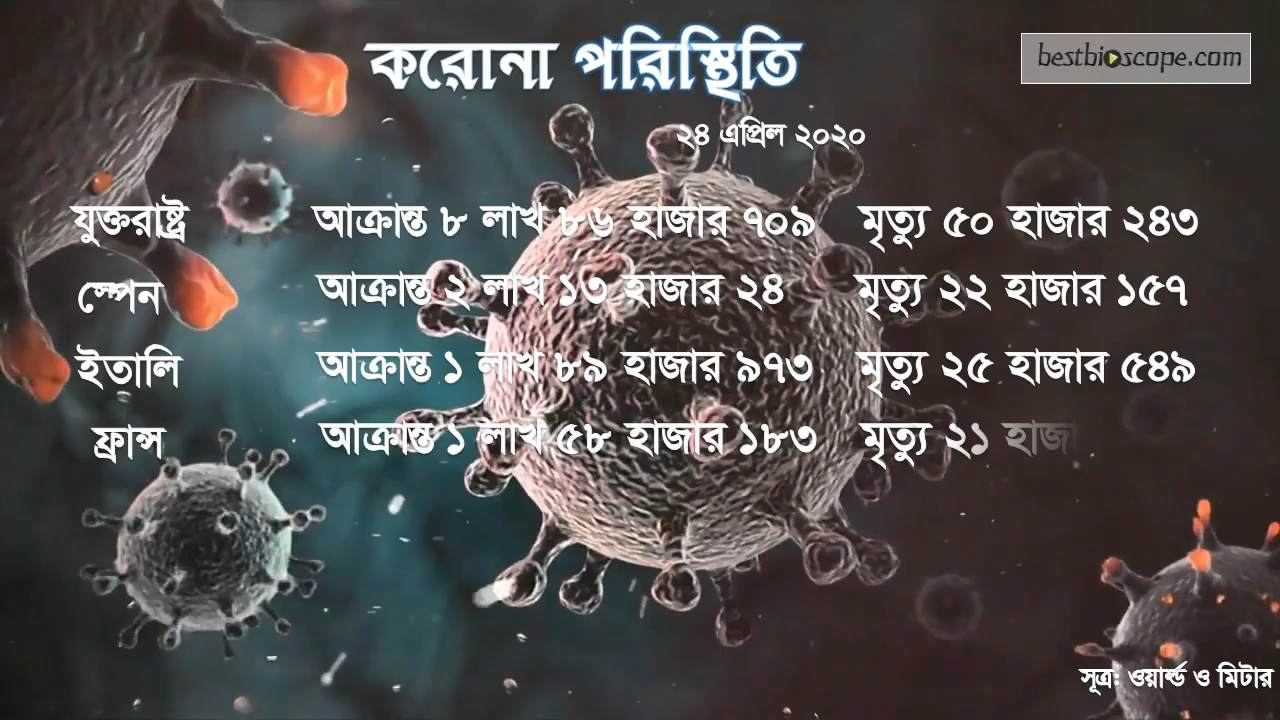 করোনা পরিস্থিতি
bestbioscope.com
২৪ এপ্রিল ২০২০
যুক্তরাষ্ট্র আক্রান্ত ৮ লাখ ৮৬ হাজার ৭০৯ মৃত্যু ৫০ হাজার ২৪৩
স্পেন আক্রান্ত ২ লাখ ১৩ হাজার ২৪ মৃত্যু ২২ হাজার ১৫৭
ইতালি আক্রান্ত ১ লাখ ৮৯ হাজার ৯৭৩ মৃত্যু ২৫ হাজার ৫৪৯
ফ্রান্স আক্রান্ত ১ লাখ ৫৮ হাজার ১৮৩ মৃত্যু ২১
সূত্র: ওয়ার্ল্ড ও মিটার